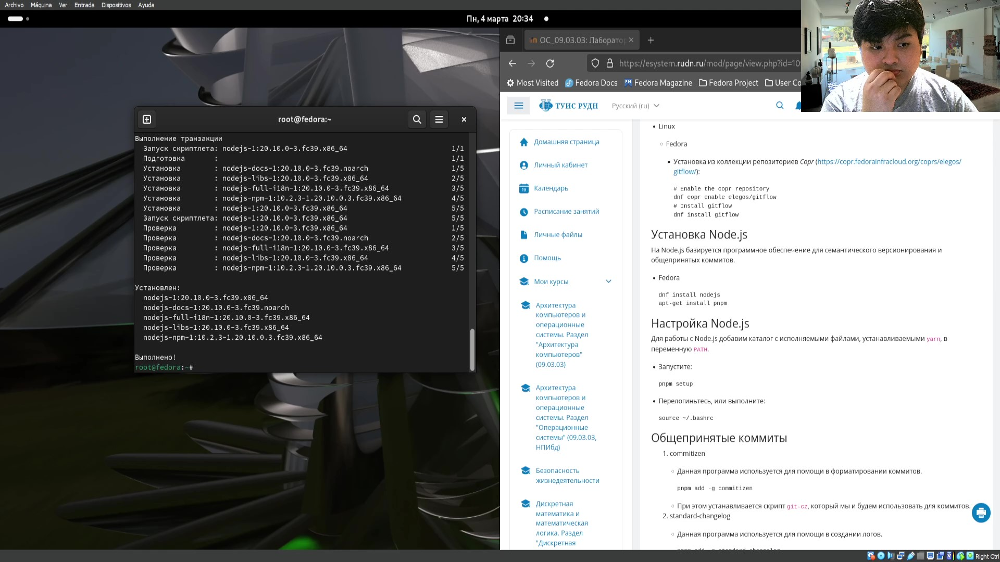 Archivo Máquina Ver Entrada Dispositivos Ayuda
Пн, 4 марта 20:34
root@fedora:~
Выполнение транзакции
Запуск скриптлета: nodejs-1:20.10.0-3.fc39.x86_64 1/1
Подготовка : 1/1
Установка : nodejs-docs-1:20.10.0-3.fc39.noarch 1/5
Установка : nodejs-libs-1:20.10.0-3.fc39.x86_64 2/5
Установка : nodejs-full-i18n-1:20.10.0-3.fc39.x86_64 3/5
Установка : nodejs-npm-1:10.2.3-1.20.10.0.3.fc39.x86_64 4/5
Установка : nodejs-1:20.10.0-3.fc39.x86_64 5/5
Запуск скриптлета: nodejs-1:20.10.0-3.fc39.x86_64 5/5
Проверка : nodejs-1:20.10.0-3.fc39.x86_64 1/5
Проверка : nodejs-docs-1:20.10.0-3.fc39.noarch 2/5
Проверка : nodejs-full-i18n-1:20.10.0-3.fc39.x86_64 3/5
Проверка : nodejs-libs-1:20.10.0-3.fc39.x86_64 4/5
Проверка : nodejs-npm-1:10.2.3-1.20.10.0.3.fc39.x86_64 5/5
Установлен:
nodejs-1:20.10.0-3.fc39.x86_64
nodejs-docs-1:20.10.0-3.fc39.noarch
nodejs-full-i18n-1:20.10.0-3.fc39.x86_64
nodejs-libs-1:20.10.0-3.fc39.x86_64
nodejs-npm-1:10.2.3-1.20.10.0.3.fc39.x86_64
Выполнено!
root@fedora:~#
ОС_09.03.03: Лаборатор
https://esystem.rudn.ru/mod/page/view.php?id=10
Most Visited Fedora Docs Fedora Magazine Fedora Project User Co
ТУИС РУДН Русский (ru)
Домашняя страница
Личный кабинет
19
Календарь
Расписание занятий
Личные файлы
Помощь
Мои курсы
Архитектура
компьютеров и
операционные
системы. Раздел
"Архитектура
компьютеров"
(09.03.03)
Архитектура
компьютеров и
операционные
системы. Раздел
"Операционные
системы" (09.03.03,
НПИбд)
Безопасность
жизнедеятельности
Дискретная
математика и
математическая
логика. Раздел
"Дискретная
• Linux
◦ Fedora
▪ Установка из коллекции репозиториев Copr (https://copr.fedorainfracloud.org/coprs/elegos/
gitflow/):
# Enable the copr repository
dnf copr enable elegos/gitflow
# Install gitflow
dnf install gitflow
Установка Node.js
На Node.js базируется программное обеспечение для семантического версионирования и
общепринятых коммитов.
• Fedora
dnf install nodejs
apt-get install pnpm
Настройка Node.js
Для работы с Node.js добавим каталог с исполняемыми файлами, устанавливаемыми yarn, в
переменную PATH.
• Запустите:
pnpm setup
• Перелогиньтесь, или выполните:
source ~/.bashrc
Общепринятые коммиты
1. commitizen
◦ Данная программа используется для помощи в форматировании коммитов.
pnpm add -g commitizen
◦ При этом устанавливается скрипт git-cz, который мы и будем использовать для коммитов.
2. standard-changelog
◦ Данная программа используется для помощи в создании логов.
pnpm add -g standard-changelog
Right Ctrl